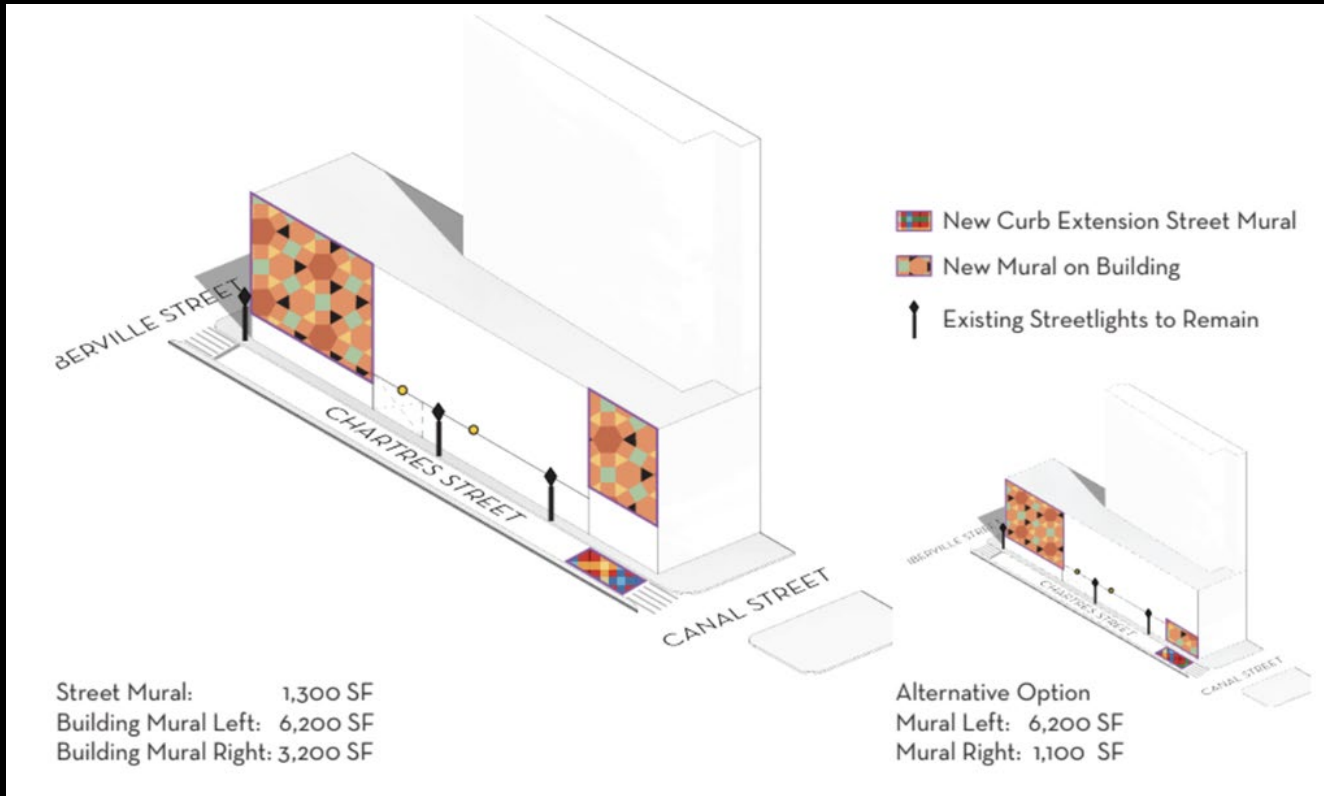 BERVILLE STREET
CHARTRES STREET
CANAL STREET
New Curb Extension Street Mural
New Mural on Building
Existing Streetlights to Remain
Street Mural: 1,300 SF
Building Mural Left: 6,200 SF
Building Mural Right: 3,200 SF
IBERVILLE STREET
CHARTRES STREET
CANAL STREET
Alternative Option
Mural Left: 6,200 SF
Mural Right: 1,100 SF